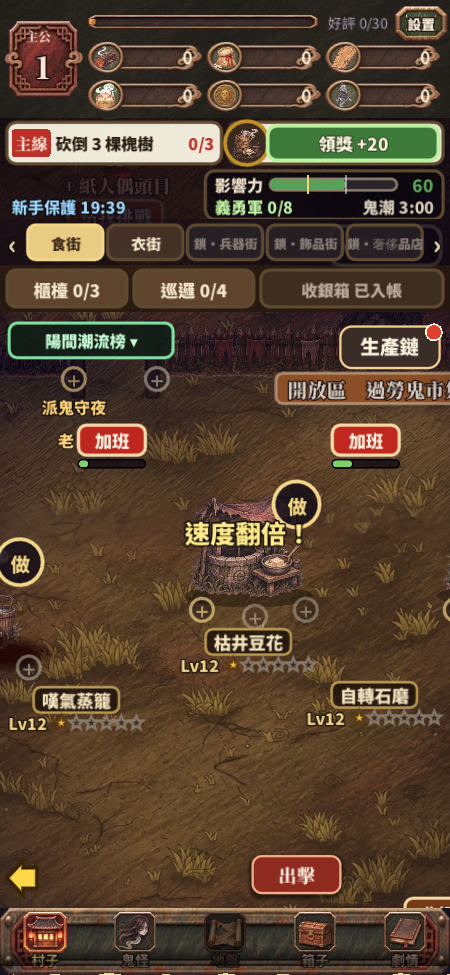 主公
1
好評 0/30
設置
0
0
0
0
0
0
主線 砍倒 3 棵槐樹 0/3
領獎 +20
紙人偶頭目
影響力 60
新手保護 19:39
義勇軍 0/8
鬼潮 3:00
食街
衣街
鎖·兵器街
鎖·飾品街
鎖·奢侈品店
櫃檯 0/3
巡邏 0/4
收銀箱 已入帳
陽間潮流榜 ▾
生產鏈
派鬼守夜
開放區 過勞鬼市
老
加班
加班
做
速度翻倍！
做
枯井豆花
Lv12
嘆氣蒸籠
Lv12
自轉石磨
Lv12
出擊
村子
鬼怪
地盤
箱子
劇情